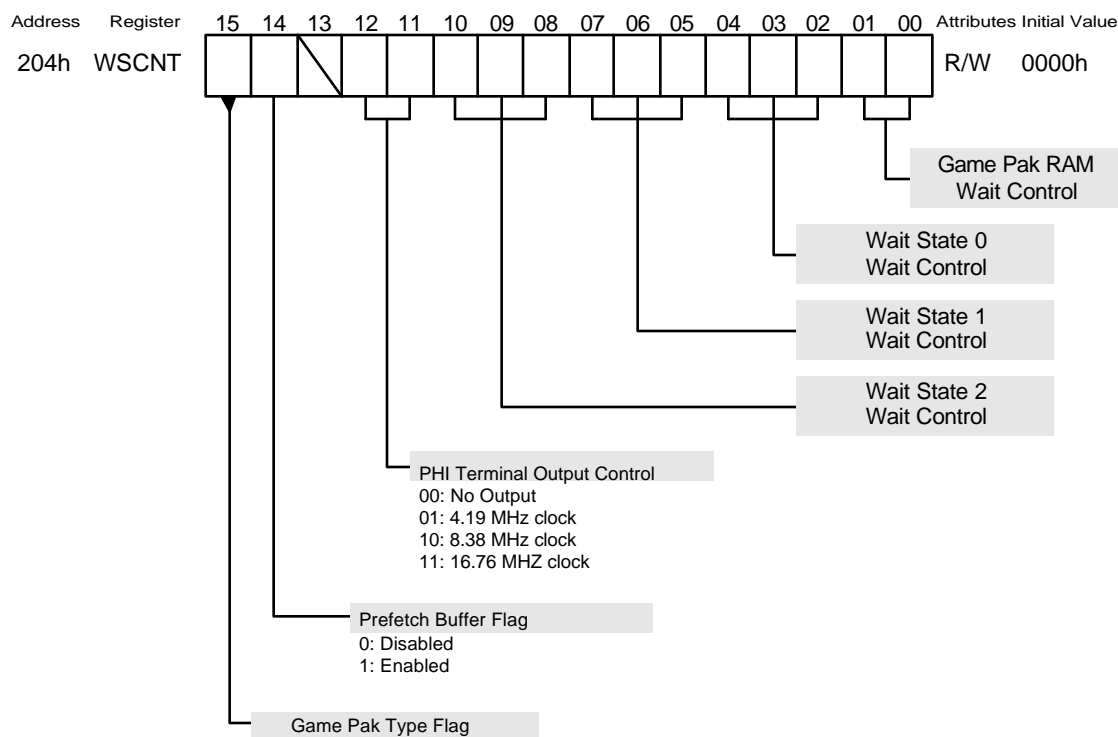 Address Register 15 14 13 12 11 10 09 08 07 06 05 04 03 02 01 00 Attributes Initial Value
204h WSCNT R/W 0000h
Game Pak RAM
Wait Control
Wait State 0
Wait Control
Wait State 1
Wait Control
Wait State 2
Wait Control
PHI Terminal Output Control
00: No Output
01: 4.19 MHz clock
10: 8.38 MHz clock
11: 16.76 MHZ clock
Prefetch Buffer Flag
0: Disabled
1: Enabled
Game Pak Type Flag